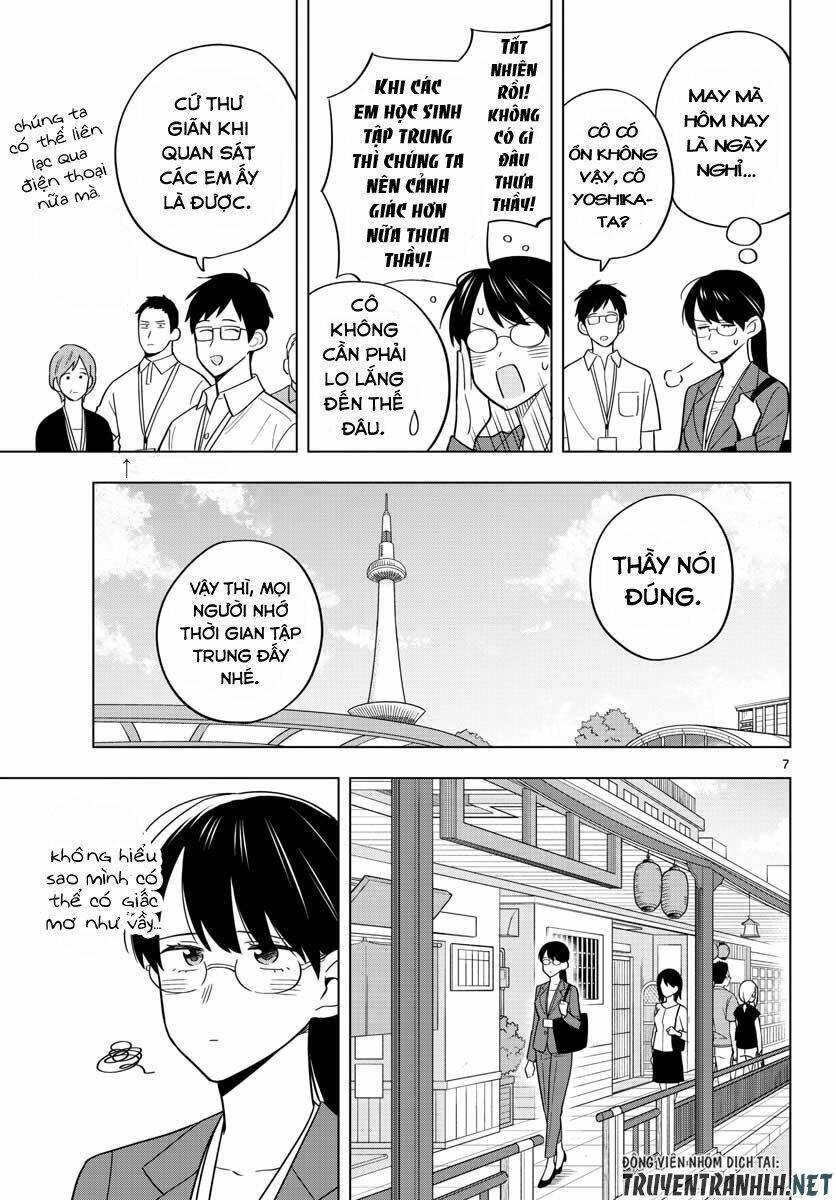 MAY MÀ
HÔM NAY
LÀ NGÀY
NGHỈ...
CÔ CÓ
ỔN KHÔNG
VẬY, CÔ
YOSHIKA-
TA?
TẤT
NHIÊN
RỒI!
KHÔNG
CÓ GÌ
ĐÂU
THƯA
THẦY!
KHI CÁC
EM HỌC SINH
TẬP TRUNG
THÌ CHÚNG TA
NÊN CẢNH
GIÁC HƠN
NỮA THƯA
THẦY!
CÔ
KHÔNG
CẦN PHẢI
LO LẮNG
ĐẾN THẾ
ĐÂU.
CỨ THƯ
GIÃN KHI
QUAN SÁT
CÁC EM ẤY
LÀ ĐƯỢC.
chúng ta
có thể liên
lạc qua
điện thoại
nữa mà.
THẦY NÓI
ĐÚNG.
VẬY THÌ, MỌI
NGƯỜI NHỚ
THỜI GIAN TẬP
TRUNG ĐẤY
NHÉ.
7
không hiểu
sao mình có
thể có giấc
mơ như vầy...
ĐỘNG VIÊN NHÓM DỊCH TẠI:
TRUYENTRANHLH.NET